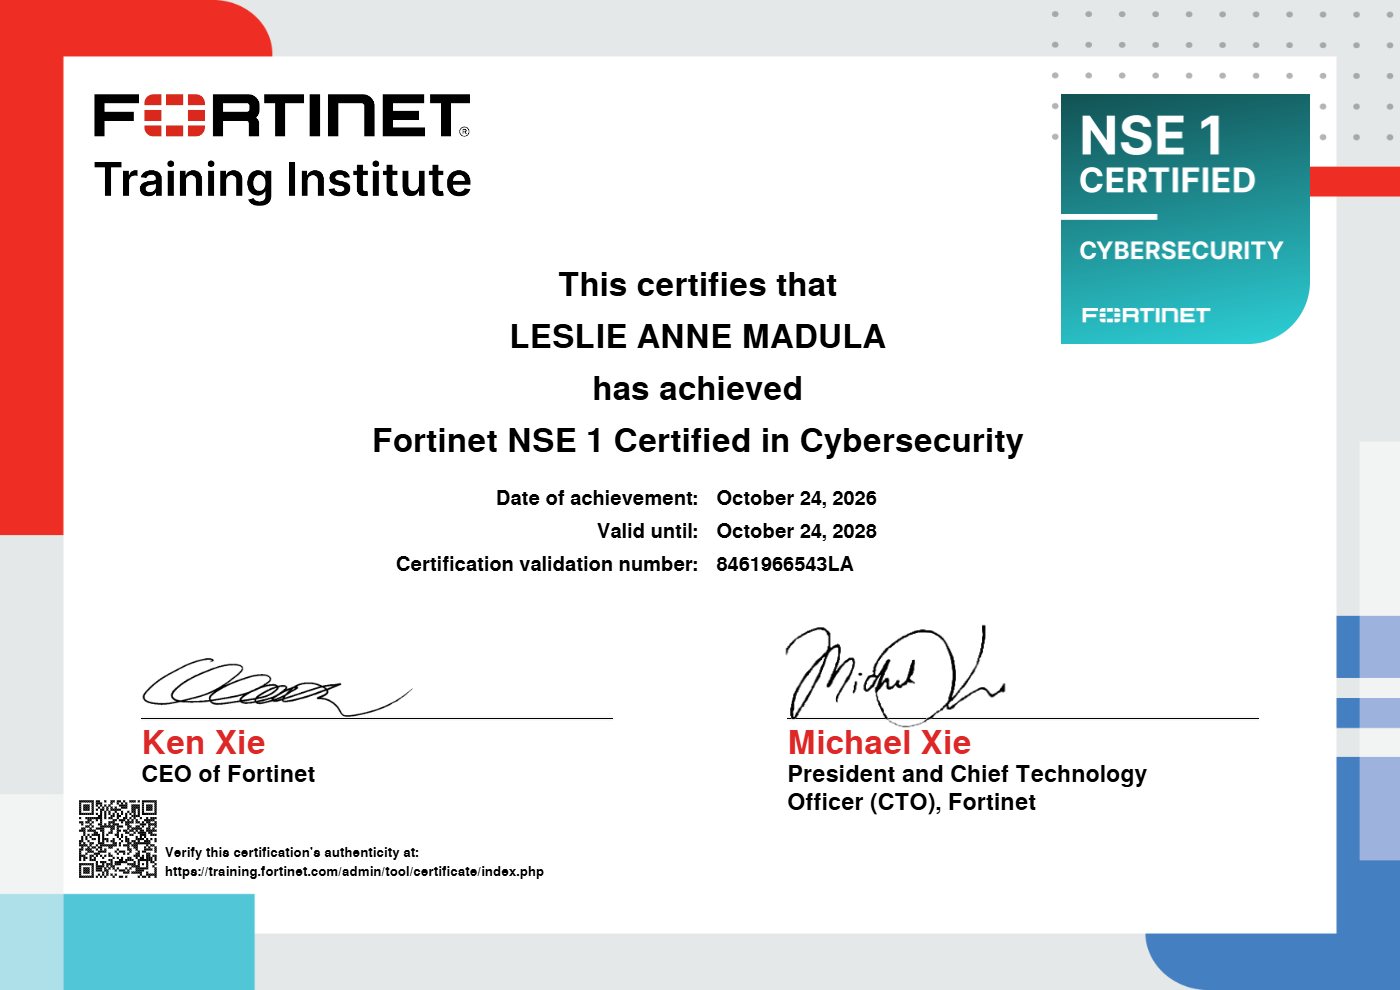 FORTINET®
Training Institute
NSE 1
CERTIFIED
CYBERSECURITY
FORTINET
This certifies that
LESLIE ANNE MADULA
has achieved
Fortinet NSE 1 Certified in Cybersecurity
Date of achievement: October 24, 2026
Valid until: October 24, 2028
Certification validation number: 8461966543LA
Ken Xie
CEO of Fortinet
Michael Xie
President and Chief Technology
Officer (CTO), Fortinet
Verify this certification's authenticity at:
https://training.fortinet.com/admin/tool/certificate/index.php